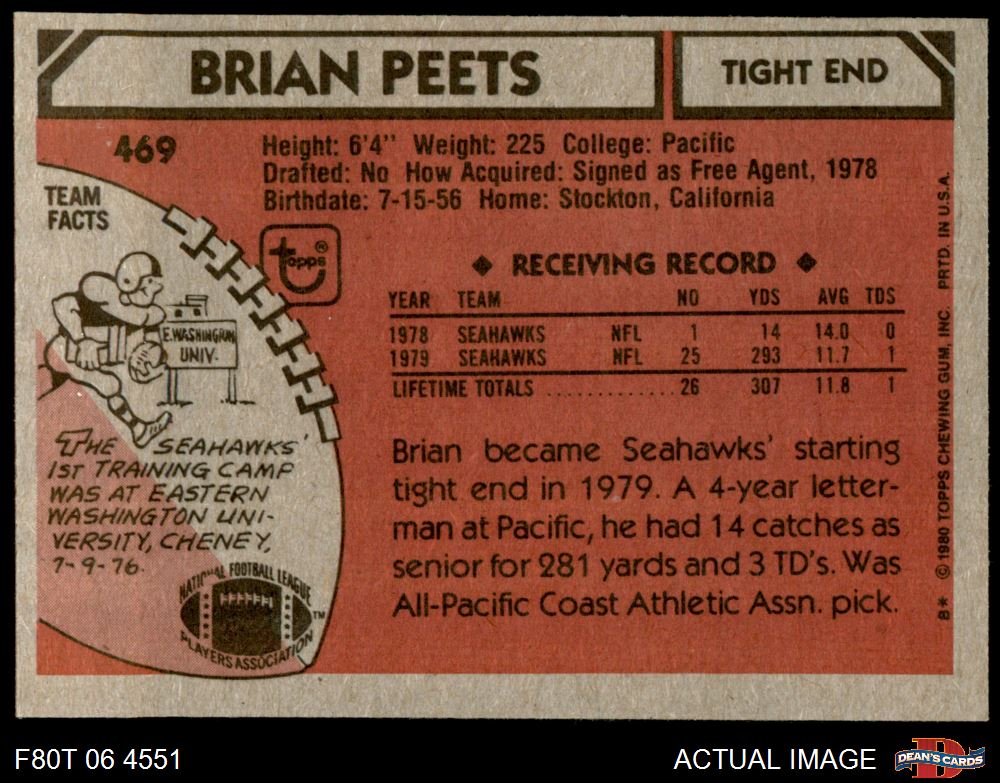 BRIAN PEETS
TIGHT END
469
Height: 6'4" Weight: 225 College: Pacific
Drafted: No How Acquired: Signed as Free Agent, 1978
Birthdate: 7-15-56 Home: Stockton, California
TEAM
FACTS
topps®
E.WASHINGTON
UNIV.
THE SEAHAWKS'
1ST TRAINING CAMP
WAS AT EASTERN
WASHINGTON UNI-
VERSITY, CHENEY,
7-9-76.
NATIONAL FOOTBALL LEAGUE
PLAYERS ASSOCIATION
TM
◆ RECEIVING RECORD ◆
YEAR TEAM NO YDS AVG TDS
1978 SEAHAWKS NFL 1 14 14.0 0
1979 SEAHAWKS NFL 25 293 11.7 1
LIFETIME TOTALS .............. 26 307 11.8 1
Brian became Seahawks' starting
tight end in 1979. A 4-year letter-
man at Pacific, he had 14 catches as
senior for 281 yards and 3 TD's. Was
All-Pacific Coast Athletic Assn. pick.
B* © 1980 TOPPS CHEWING GUM, INC. PRTD. IN U.S.A.
F80T 06 4551
ACTUAL IMAGE
D
DEAN'S CARDS